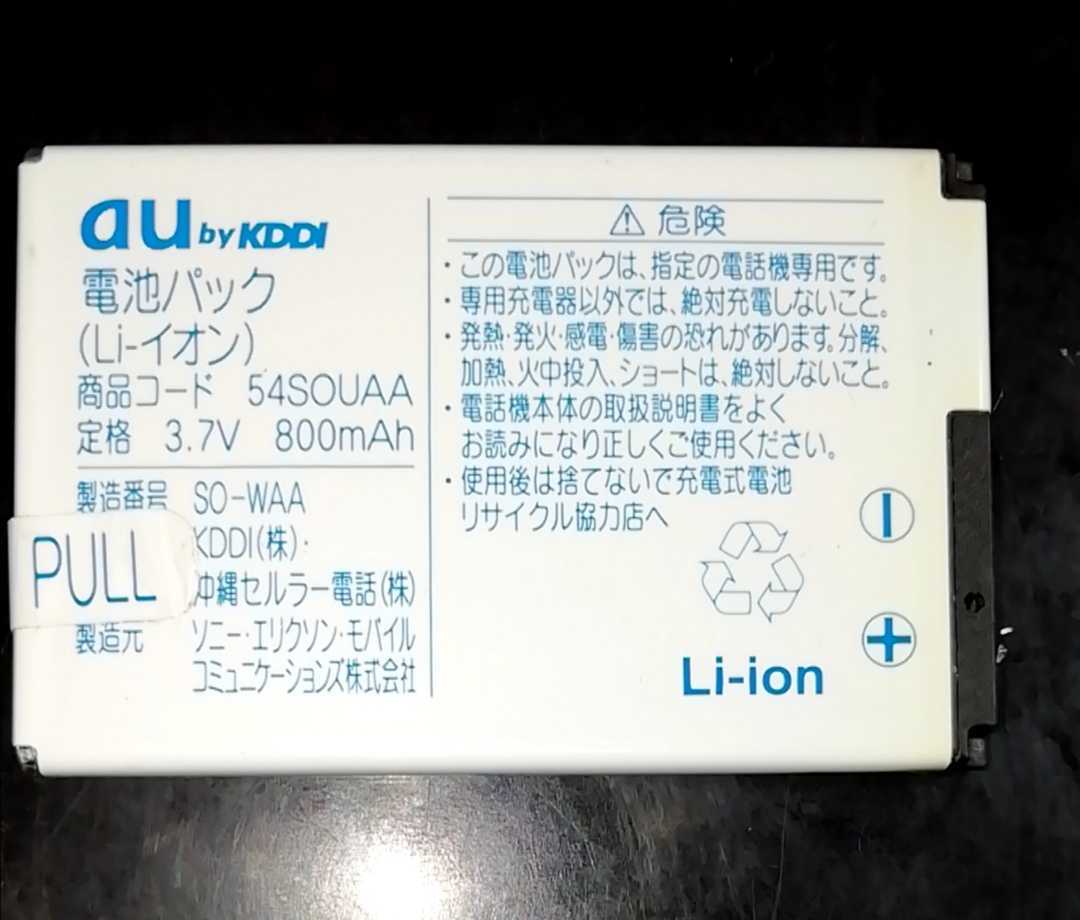 au by KDDI
電池パック
(Li-イオン)
商品コード 54SOUAA
定格 3.7V 800mAh
製造番号 SO-WAA
PULL
KDDI(株)・
沖縄セルラー電話(株)
製造元 ソニー・エリクソン・モバイル
コミュニケーションズ株式会社
⚠ 危険
・この電池パックは、指定の電話機専用です。
・専用充電器以外では、絶対充電しないこと。
・発熱・発火・感電・傷害の恐れがあります。分解、
加熱、火中投入、ショートは、絶対しないこと。
・電話機本体の取扱説明書をよく
お読みになり正しくご使用ください。
・使用後は捨てないで充電式電池
リサイクル協力店へ
−
+
Li-ion